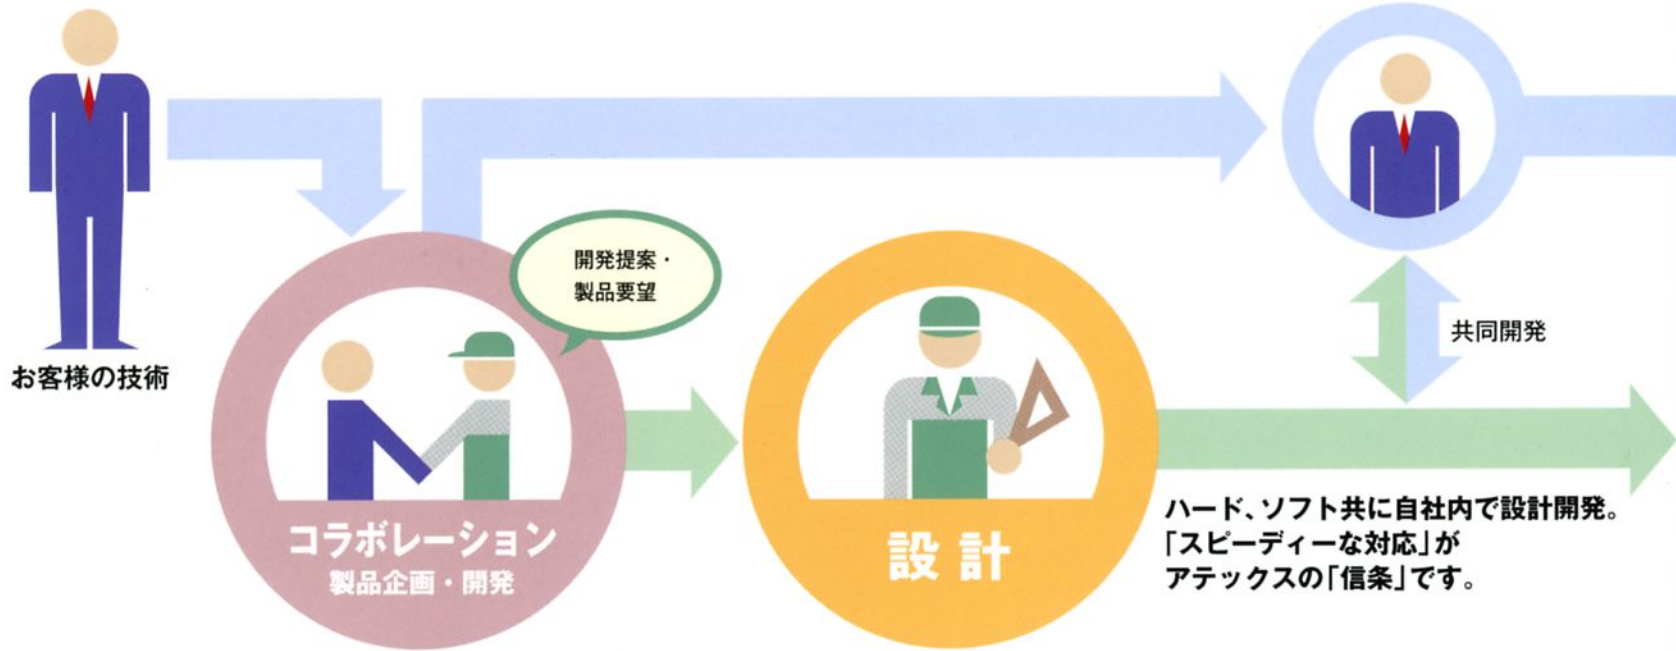 お客様の技術
開発提案・
製品要望
コラボレーション
製品企画・開発
設計
共同開発
ハード、ソフト共に自社内で設計開発。
「スピーディーな対応」が
アテックスの「信条」です。